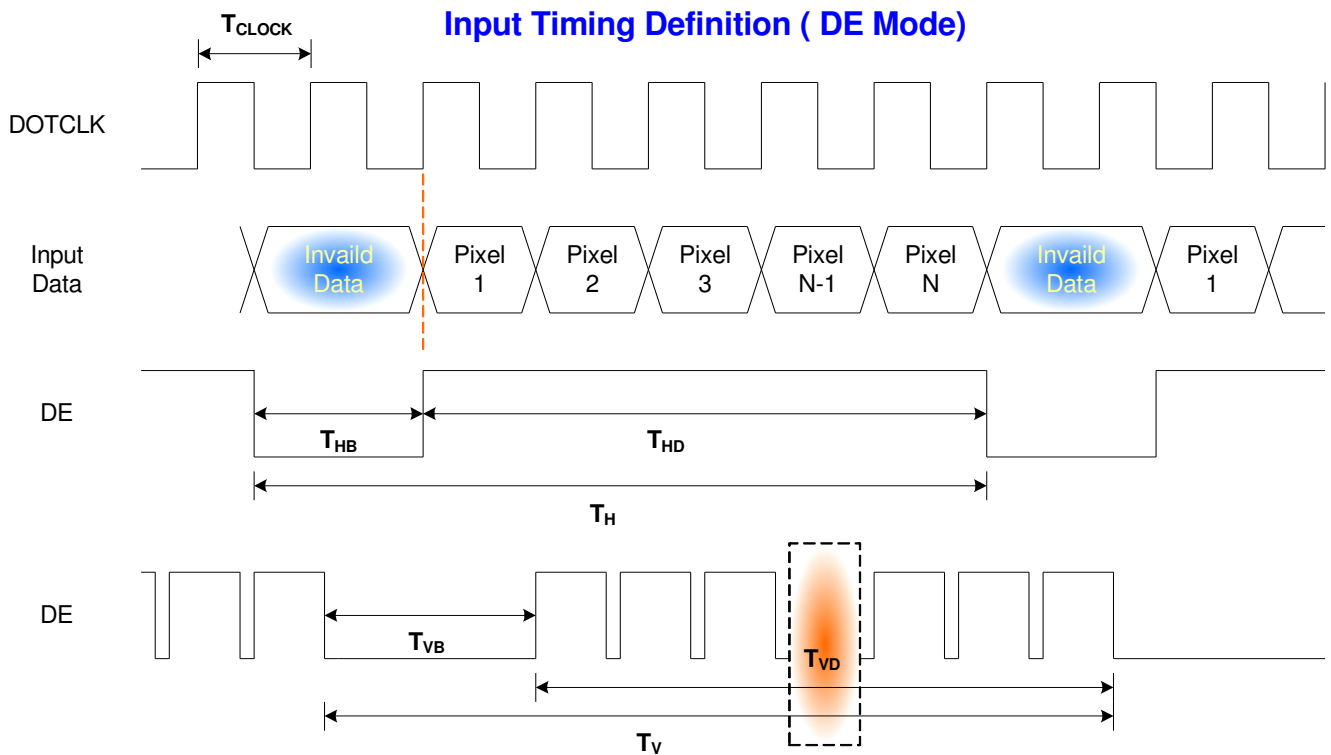 Input Timing Definition ( DE Mode)
TCLOCK
DOTCLK
Input
Data
Invaild
Data
Pixel
1
Pixel
2
Pixel
3
Pixel
N-1
Pixel
N
Invaild
Data
Pixel
1
DE
THB
THD
TH
DE
TVB
TVD
TV